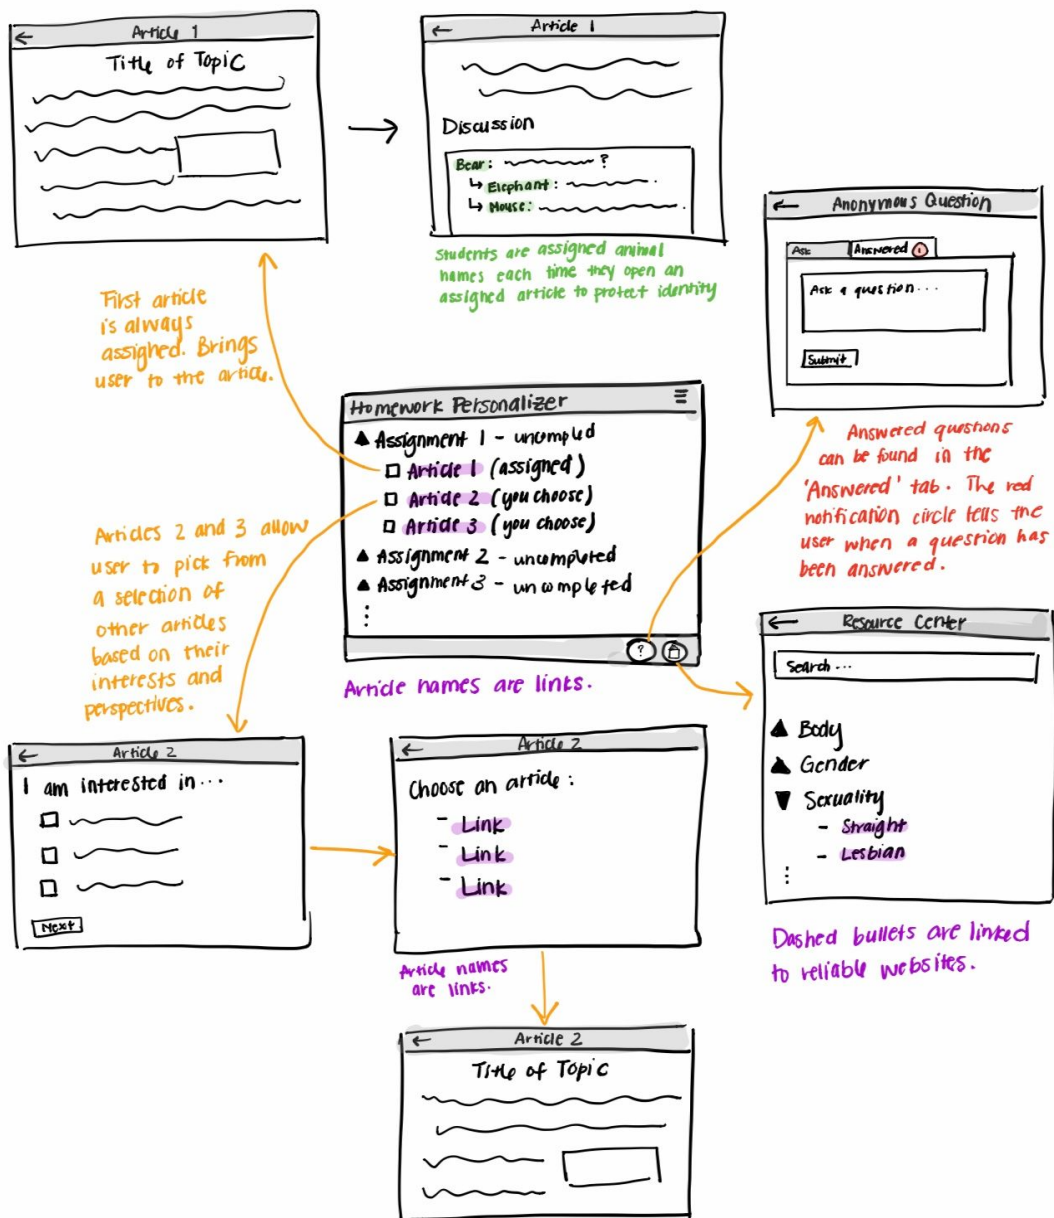 ← Article 1
Title of Topic
← Article 1
Discussion
Bear: ?
↳ Elephant: .
↳ Mouse: .
Students are assigned animal
names each time they open an
assigned article to protect identity
← Anonymous Question
Ask Answered 1
Ask a question...
Submit
Answered questions
can be found in the
'Answered' tab. The red
notification circle tells the
user when a question has
been answered.
First article
is always
assigned. Brings
user to the article.
Homework Personalizer
▲ Assignment 1 - uncompled
Article 1 (assigned)
Article 2 (you choose)
Article 3 (you choose)
▲ Assignment 2 - uncompleted
▲ Assignment 3 - uncompleted
⋮
?
Article names are links.
Articles 2 and 3 allow
user to pick from
a selection of
other articles
based on their
interests and
perspectives.
← Resource Center
Search...
▲ Body
▲ Gender
▼ Sexuality
- Straight
- Lesbian
⋮
Dashed bullets are linked
to reliable websites.
← Article 2
I am interested in...
Next
← Article 2
Choose an article:
- Link
- Link
- Link
Article names
are links.
← Article 2
Title of Topic